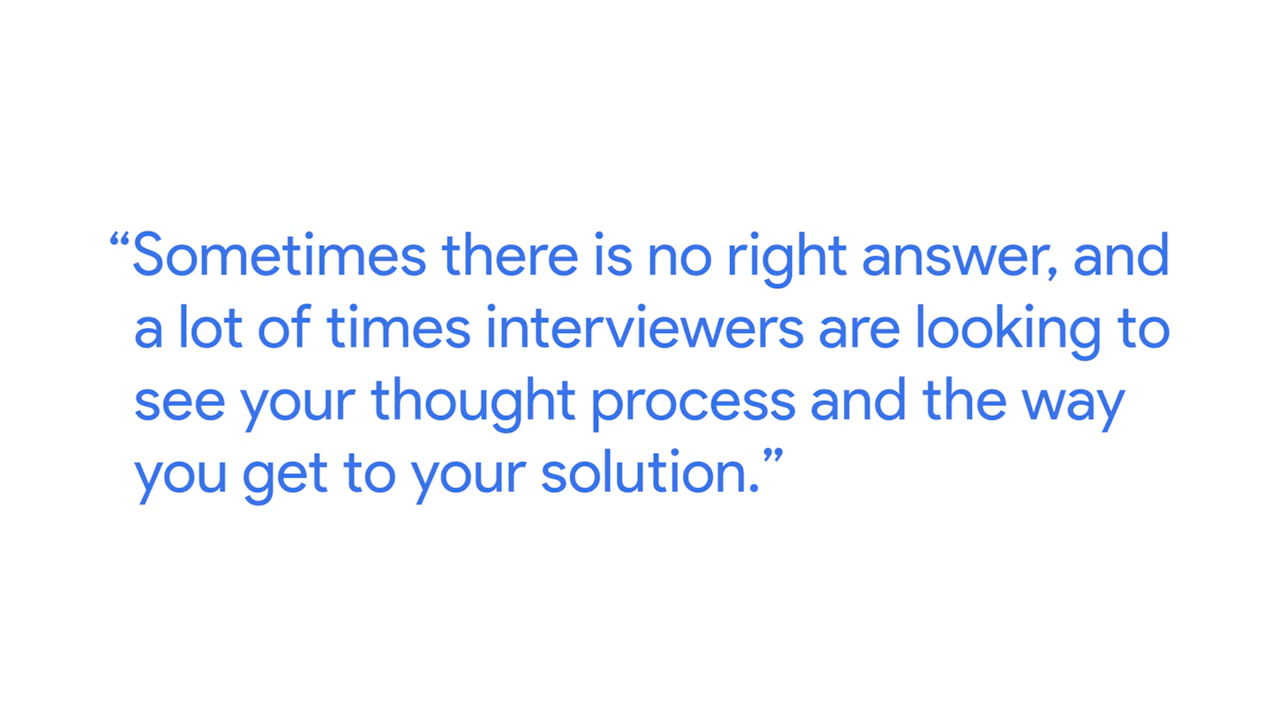 “Sometimes there is no right answer, and
a lot of times interviewers are looking to
see your thought process and the way
you get to your solution.”